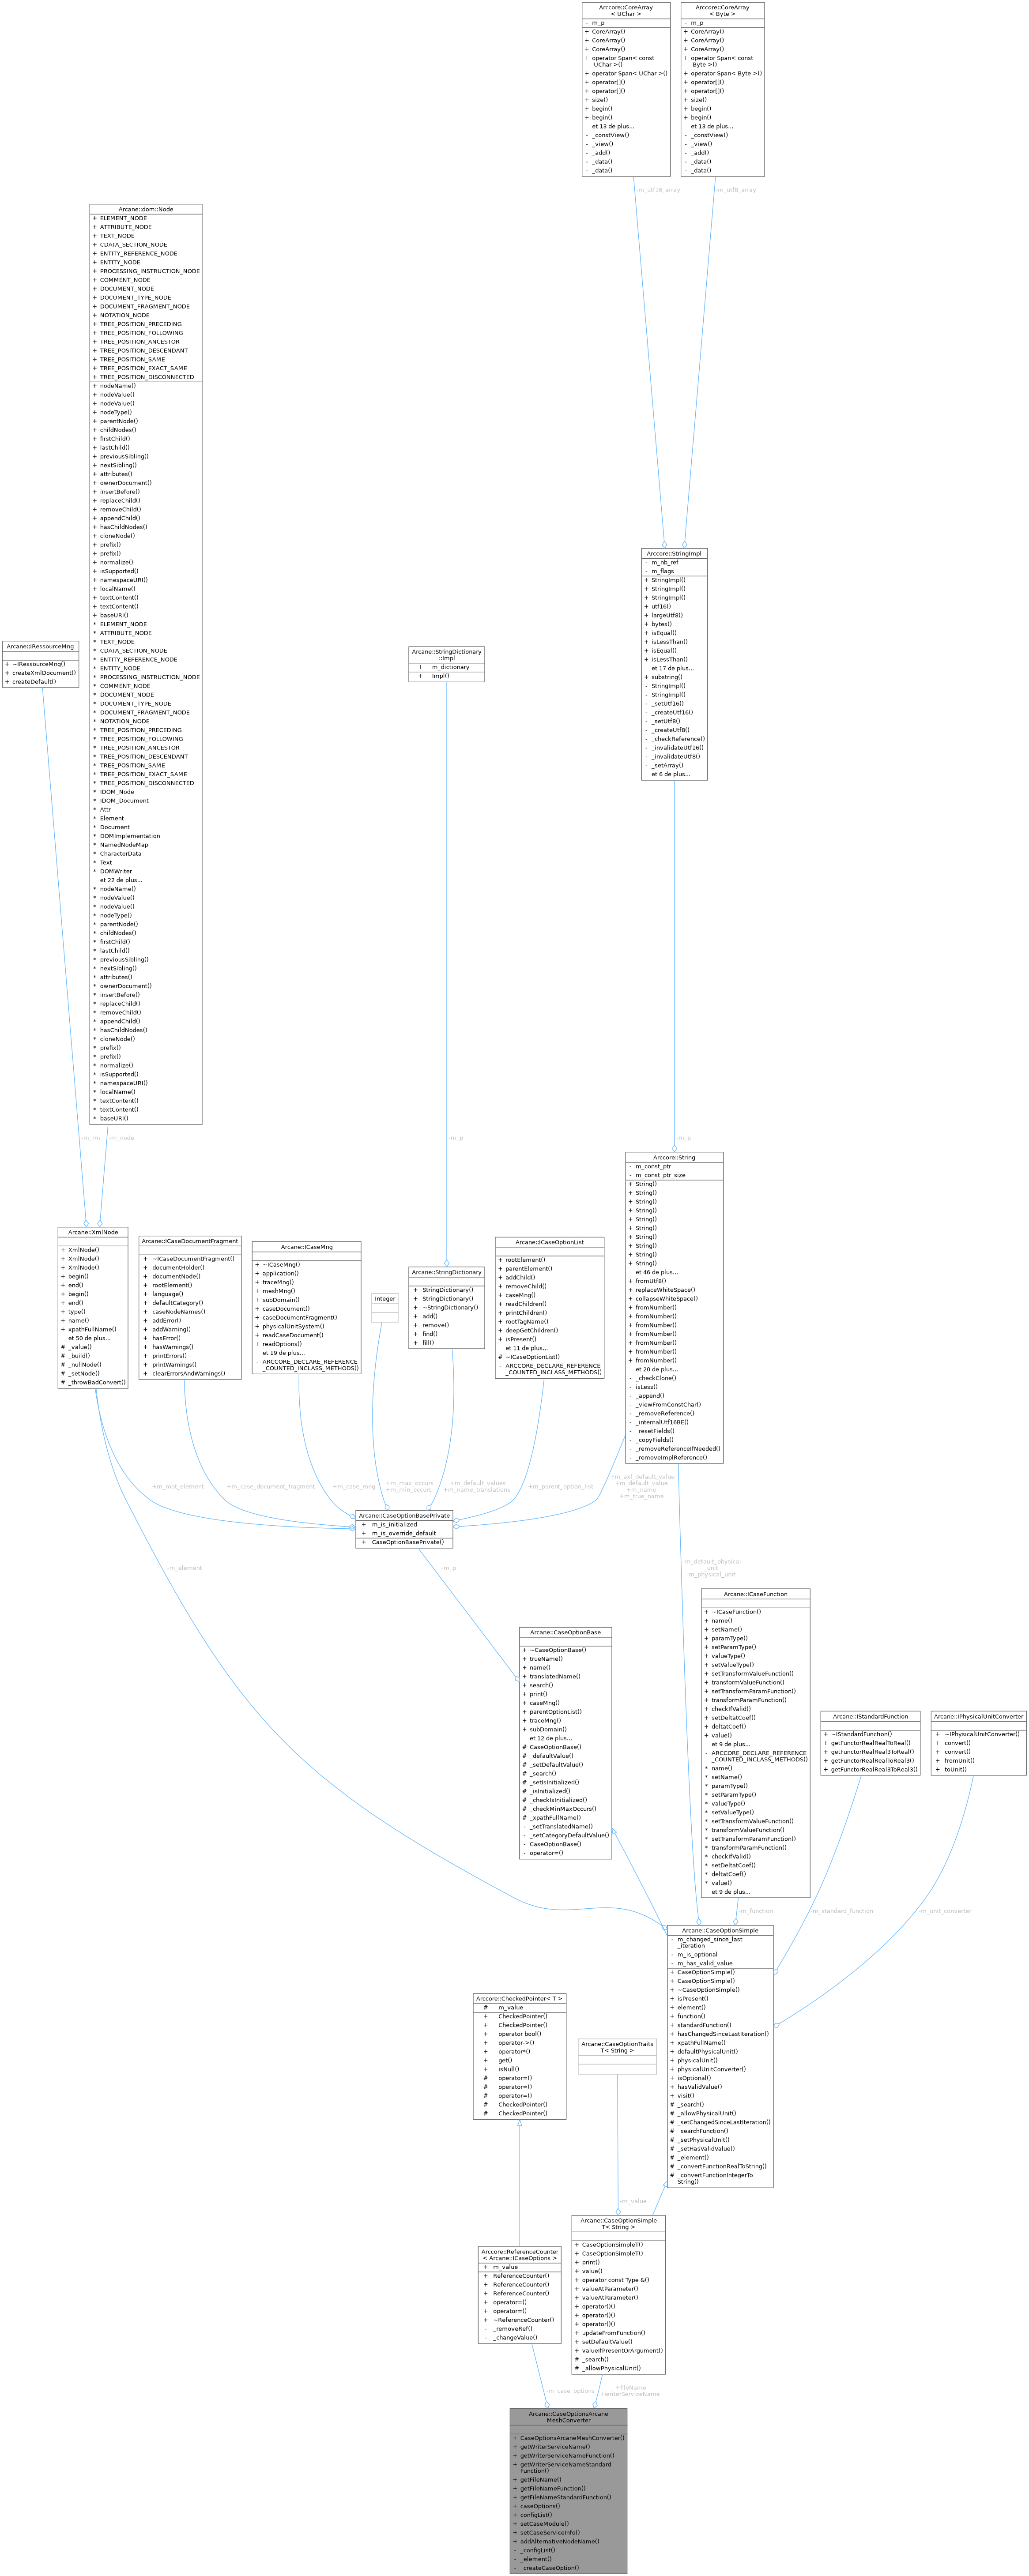 Arccore::CoreArray
< UChar >
- m_p
+ CoreArray()
+ CoreArray()
+ CoreArray()
+ operator Span< const
UChar >()
+ operator Span< UChar >()
+ operator[]()
+ operator[]()
+ size()
+ begin()
+ begin()
et 13 de plus...
- _constView()
- _view()
- _add()
- _data()
- _data()
Arccore::CoreArray
< Byte >
- m_p
+ CoreArray()
+ CoreArray()
+ CoreArray()
+ operator Span< const
Byte >()
+ operator Span< Byte >()
+ operator[]()
+ operator[]()
+ size()
+ begin()
+ begin()
et 13 de plus...
- _constView()
- _view()
- _add()
- _data()
- _data()
-m_utf16_array
-m_utf8_array
Arcane::dom::Node
+ ELEMENT_NODE
+ ATTRIBUTE_NODE
+ TEXT_NODE
+ CDATA_SECTION_NODE
+ ENTITY_REFERENCE_NODE
+ ENTITY_NODE
+ PROCESSING_INSTRUCTION_NODE
+ COMMENT_NODE
+ DOCUMENT_NODE
+ DOCUMENT_TYPE_NODE
+ DOCUMENT_FRAGMENT_NODE
+ NOTATION_NODE
+ TREE_POSITION_PRECEDING
+ TREE_POSITION_FOLLOWING
+ TREE_POSITION_ANCESTOR
+ TREE_POSITION_DESCENDANT
+ TREE_POSITION_SAME
+ TREE_POSITION_EXACT_SAME
+ TREE_POSITION_DISCONNECTED
+ nodeName()
+ nodeValue()
+ nodeValue()
+ nodeType()
+ parentNode()
+ childNodes()
+ firstChild()
+ lastChild()
+ previousSibling()
+ nextSibling()
+ attributes()
+ ownerDocument()
+ insertBefore()
+ replaceChild()
+ removeChild()
+ appendChild()
+ hasChildNodes()
+ cloneNode()
+ prefix()
+ prefix()
+ normalize()
+ isSupported()
+ namespaceURI()
+ localName()
+ textContent()
+ textContent()
+ baseURI()
* ELEMENT_NODE
* ATTRIBUTE_NODE
* TEXT_NODE
* CDATA_SECTION_NODE
* ENTITY_REFERENCE_NODE
* ENTITY_NODE
* PROCESSING_INSTRUCTION_NODE
* COMMENT_NODE
* DOCUMENT_NODE
* DOCUMENT_TYPE_NODE
* DOCUMENT_FRAGMENT_NODE
* NOTATION_NODE
* TREE_POSITION_PRECEDING
* TREE_POSITION_FOLLOWING
* TREE_POSITION_ANCESTOR
* TREE_POSITION_DESCENDANT
* TREE_POSITION_SAME
* TREE_POSITION_EXACT_SAME
* TREE_POSITION_DISCONNECTED
* IDOM_Node
* IDOM_Document
* Attr
* Element
* Document
* DOMImplementation
* NamedNodeMap
* CharacterData
* Text
* DOMWriter
et 22 de plus...
* nodeName()
* nodeValue()
* nodeValue()
* nodeType()
* parentNode()
* childNodes()
* firstChild()
* lastChild()
* previousSibling()
* nextSibling()
* attributes()
* ownerDocument()
* insertBefore()
* replaceChild()
* removeChild()
* appendChild()
* hasChildNodes()
* cloneNode()
* prefix()
* prefix()
* normalize()
* isSupported()
* namespaceURI()
* localName()
* textContent()
* textContent()
* baseURI()
Arcane::IRessourceMng
+ ~IRessourceMng()
+ createXmlDocument()
+ createDefault()
Arcane::StringDictionary
::Impl
+ m_dictionary
+ Impl()
Arccore::StringImpl
- m_nb_ref
- m_flags
+ StringImpl()
+ StringImpl()
+ StringImpl()
+ utf16()
+ largeUtf8()
+ bytes()
+ isEqual()
+ isLessThan()
+ isEqual()
+ isLessThan()
et 17 de plus...
+ substring()
- StringImpl()
- StringImpl()
- _setUtf16()
- _createUtf16()
- _setUtf8()
- _createUtf8()
- _checkReference()
- _invalidateUtf16()
- _invalidateUtf8()
- _setArray()
et 6 de plus...
-m_rm
-m_node
-m_p
-m_p
Arcane::XmlNode
+ XmlNode()
+ XmlNode()
+ XmlNode()
+ begin()
+ end()
+ begin()
+ end()
+ type()
+ name()
+ xpathFullName()
et 50 de plus...
# _value()
# _build()
# _nullNode()
# _setNode()
# _throwBadConvert()
Arcane::ICaseDocumentFragment
+ ~ICaseDocumentFragment()
+ documentHolder()
+ documentNode()
+ rootElement()
+ language()
+ defaultCategory()
+ caseNodeNames()
+ addError()
+ addWarning()
+ hasError()
+ hasWarnings()
+ printErrors()
+ printWarnings()
+ clearErrorsAndWarnings()
Arcane::ICaseMng
+ ~ICaseMng()
+ application()
+ traceMng()
+ meshMng()
+ subDomain()
+ caseDocument()
+ caseDocumentFragment()
+ physicalUnitSystem()
+ readCaseDocument()
+ readOptions()
et 19 de plus...
- ARCCORE_DECLARE_REFERENCE
_COUNTED_INCLASS_METHODS()
Integer
Arcane::StringDictionary
+ StringDictionary()
+ StringDictionary()
+ ~StringDictionary()
+ add()
+ remove()
+ find()
+ fill()
Arcane::ICaseOptionList
+ rootElement()
+ parentElement()
+ addChild()
+ removeChild()
+ caseMng()
+ readChildren()
+ printChildren()
+ rootTagName()
+ deepGetChildren()
+ isPresent()
et 11 de plus...
# ~ICaseOptionList()
- ARCCORE_DECLARE_REFERENCE
_COUNTED_INCLASS_METHODS()
Arccore::String
- m_const_ptr
- m_const_ptr_size
+ String()
+ String()
+ String()
+ String()
+ String()
+ String()
+ String()
+ String()
+ String()
+ String()
et 46 de plus...
+ fromUtf8()
+ replaceWhiteSpace()
+ collapseWhiteSpace()
+ fromNumber()
+ fromNumber()
+ fromNumber()
+ fromNumber()
+ fromNumber()
+ fromNumber()
+ fromNumber()
et 20 de plus...
- _checkClone()
- isLess()
- _append()
- _viewFromConstChar()
- _removeReference()
- _internalUtf16BE()
- _resetFields()
- _copyFields()
- _removeReferenceIfNeeded()
- _removeImplReference()
+m_root_element
+m_case_document_fragment
+m_case_mng
+m_max_occurs
+m_min_occurs
+m_default_values
+m_name_translations
+m_parent_option_list
+m_axl_default_value
+m_default_value
+m_name
+m_true_name
Arcane::CaseOptionBasePrivate
+ m_is_initialized
+ m_is_override_default
+ CaseOptionBasePrivate()
-m_element
-m_p
-m_default_physical
_unit
-m_physical_unit
Arcane::CaseOptionBase
+ ~CaseOptionBase()
+ trueName()
+ name()
+ translatedName()
+ search()
+ print()
+ caseMng()
+ parentOptionList()
+ traceMng()
+ subDomain()
et 12 de plus...
# CaseOptionBase()
# _defaultValue()
# _setDefaultValue()
# _search()
# _setIsInitialized()
# _isInitialized()
# _checkIsInitialized()
# _checkMinMaxOccurs()
# _xpathFullName()
- _setTranslatedName()
- _setCategoryDefaultValue()
- CaseOptionBase()
- operator=()
Arcane::ICaseFunction
+ ~ICaseFunction()
+ name()
+ setName()
+ paramType()
+ setParamType()
+ valueType()
+ setValueType()
+ setTransformValueFunction()
+ transformValueFunction()
+ setTransformParamFunction()
+ transformParamFunction()
+ checkIfValid()
+ setDeltatCoef()
+ deltatCoef()
+ value()
et 9 de plus...
- ARCCORE_DECLARE_REFERENCE
_COUNTED_INCLASS_METHODS()
* name()
* setName()
* paramType()
* setParamType()
* valueType()
* setValueType()
* setTransformValueFunction()
* transformValueFunction()
* setTransformParamFunction()
* transformParamFunction()
* checkIfValid()
* setDeltatCoef()
* deltatCoef()
* value()
et 9 de plus...
Arcane::IStandardFunction
+ ~IStandardFunction()
+ getFunctorRealRealToReal()
+ getFunctorRealReal3ToReal()
+ getFunctorRealRealToReal3()
+ getFunctorRealReal3ToReal3()
Arcane::IPhysicalUnitConverter
+ ~IPhysicalUnitConverter()
+ convert()
+ convert()
+ fromUnit()
+ toUnit()
-m_function
-m_standard_function
-m_unit_converter
Arcane::CaseOptionSimple
- m_changed_since_last
_iteration
- m_is_optional
- m_has_valid_value
+ CaseOptionSimple()
+ CaseOptionSimple()
+ ~CaseOptionSimple()
+ isPresent()
+ element()
+ function()
+ standardFunction()
+ hasChangedSinceLastIteration()
+ xpathFullName()
+ defaultPhysicalUnit()
+ physicalUnit()
+ physicalUnitConverter()
+ isOptional()
+ hasValidValue()
+ visit()
# _search()
# _allowPhysicalUnit()
# _setChangedSinceLastIteration()
# _searchFunction()
# _setPhysicalUnit()
# _setHasValidValue()
# _element()
# _convertFunctionRealToString()
# _convertFunctionIntegerTo
String()
Arccore::CheckedPointer< T >
# m_value
+ CheckedPointer()
+ CheckedPointer()
+ operator bool()
+ operator->()
+ operator*()
+ get()
+ isNull()
# operator=()
# operator=()
# operator=()
# CheckedPointer()
# CheckedPointer()
Arcane::CaseOptionTraits
T< String >
-m_value
Arcane::CaseOptionSimple
T< String >
+ CaseOptionSimpleT()
+ CaseOptionSimpleT()
+ print()
+ value()
+ operator const Type &()
+ valueAtParameter()
+ valueAtParameter()
+ operator()()
+ operator()()
+ operator()()
+ updateFromFunction()
+ setDefaultValue()
+ valueIfPresentOrArgument()
# _search()
# _allowPhysicalUnit()
Arccore::ReferenceCounter
< Arcane::ICaseOptions >
+ m_value
+ ReferenceCounter()
+ ReferenceCounter()
+ ReferenceCounter()
+ operator=()
+ operator=()
+ ~ReferenceCounter()
- _removeRef()
- _changeValue()
-m_case_options
+fileName
+writerServiceName
Arcane::CaseOptionsArcane
MeshConverter
+ CaseOptionsArcaneMeshConverter()
+ getWriterServiceName()
+ getWriterServiceNameFunction()
+ getWriterServiceNameStandard
Function()
+ getFileName()
+ getFileNameFunction()
+ getFileNameStandardFunction()
+ caseOptions()
+ configList()
+ setCaseModule()
+ setCaseServiceInfo()
+ addAlternativeNodeName()
- _configList()
- _element()
- _createCaseOption()